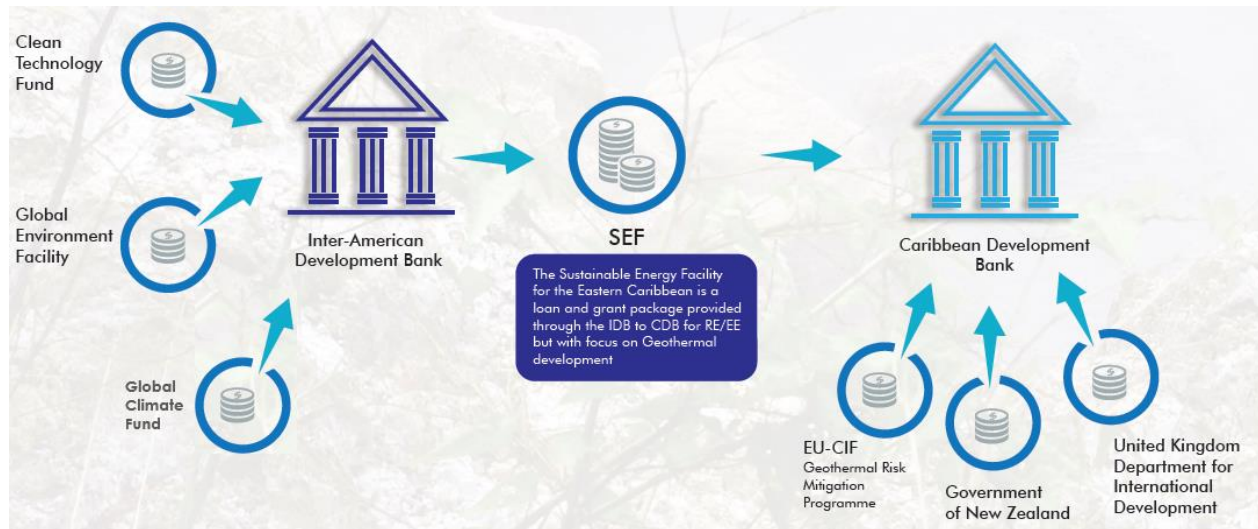 Clean
Technology
Fund
Global
Environment
Facility
Global
Climate
Fund
Inter-American
Development Bank
SEF
The Sustainable Energy Facility
for the Eastern Caribbean is a
loan and grant package provided
through the IDB to CDB for RE/EE
but with focus on Geothermal
development
Caribbean Development
Bank
EU-CIF
Geothermal Risk
Mitigation
Programme
Government
of New Zealand
United Kingdom
Department for
International
Development